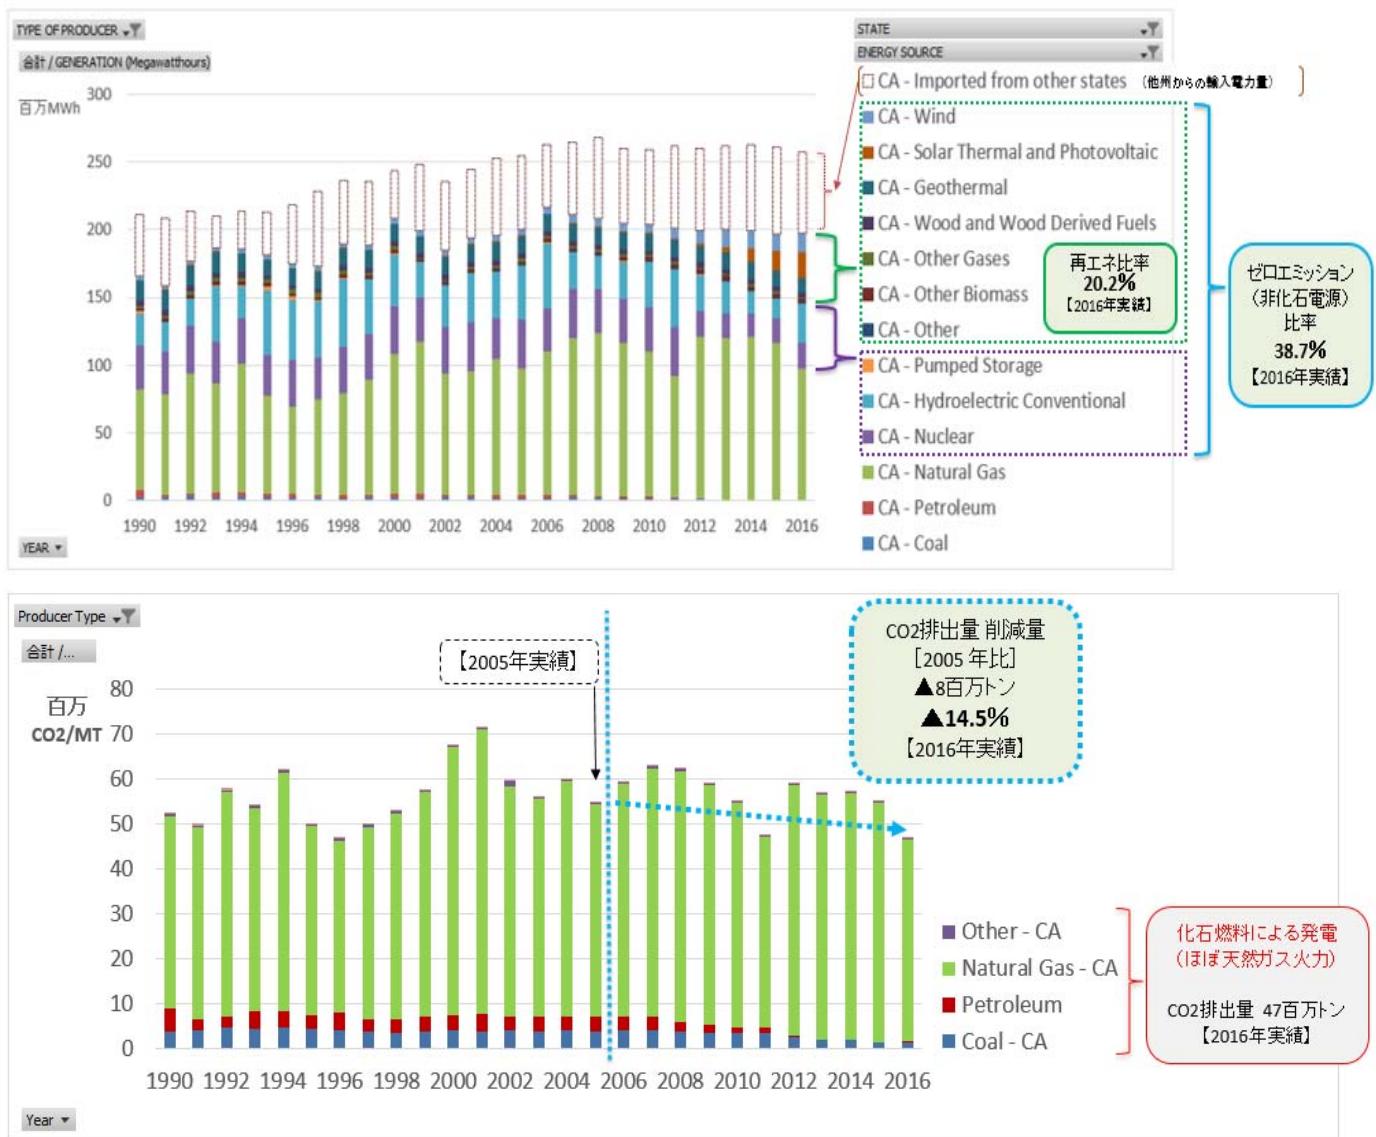 TYPE OF PRODUCER
合計 / GENERATION (Megawatthours)
百万MWh
300
250
200
150
100
50
0
1990 1992 1994 1996 1998 2000 2002 2004 2006 2008 2010 2012 2014 2016
YEAR
STATE
ENERGY SOURCE
CA - Imported from other states (他州からの輸入電力量)
CA - Wind
CA - Solar Thermal and Photovoltaic
CA - Geothermal
CA - Wood and Wood Derived Fuels
CA - Other Gases
CA - Other Biomass
CA - Other
CA - Pumped Storage
CA - Hydroelectric Conventional
CA - Nuclear
CA - Natural Gas
CA - Petroleum
CA - Coal
再エネ比率
20.2%
【2016年実績】
ゼロエミッション
(非化石電源)
比率
38.7%
【2016年実績】
Producer Type
合計 /...
百万
CO2/MT
80
70
60
50
40
30
20
10
0
1990 1992 1994 1996 1998 2000 2002 2004 2006 2008 2010 2012 2014 2016
Year
【2005年実績】
CO2排出量 削減量
[2005 年比]
▲8百万トン
▲14.5%
【2016年実績】
Other - CA
Natural Gas - CA
Petroleum
Coal - CA
化石燃料による発電
(ほぼ天然ガス火力)
CO2排出量 47百万トン
【2016年実績】